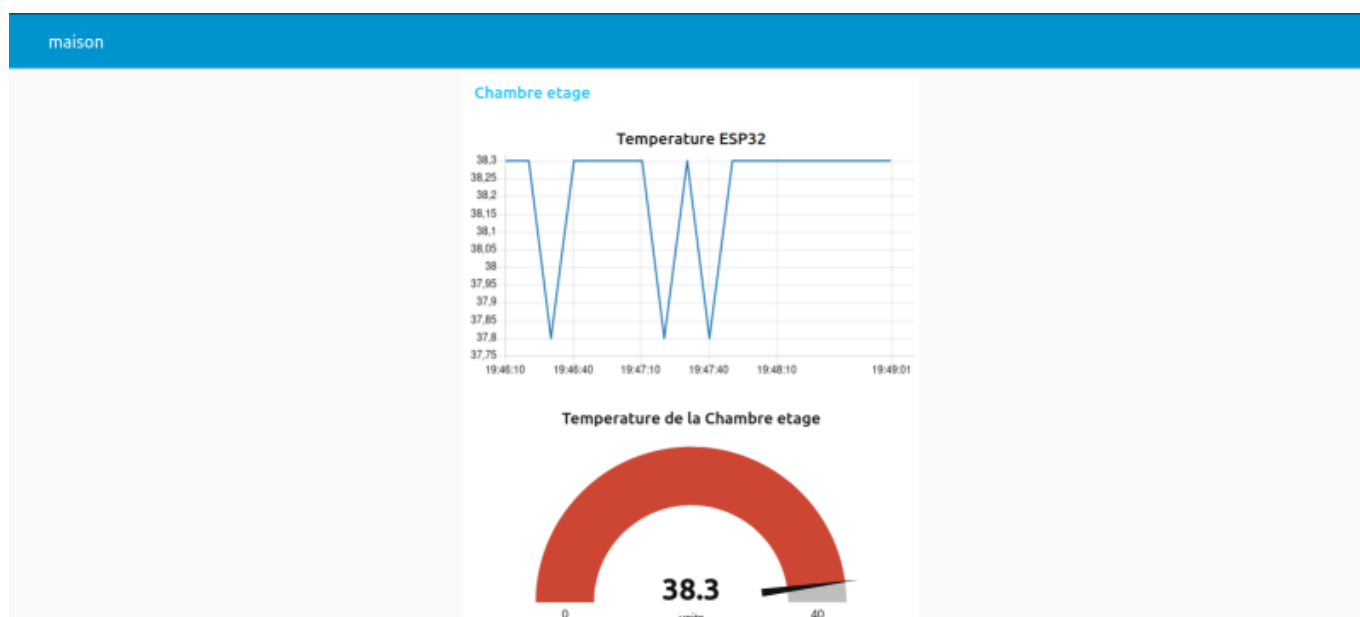 maison
Chambre etage
Temperature ESP32
38,3
38,25
38,2
38,15
38,1
38,05
38
37,95
37,9
37,85
37,8
37,75
19:46:10 19:46:40 19:47:10 19:47:40 19:48:10 19:49:01
Temperature de la Chambre etage
38.3
0 units 40